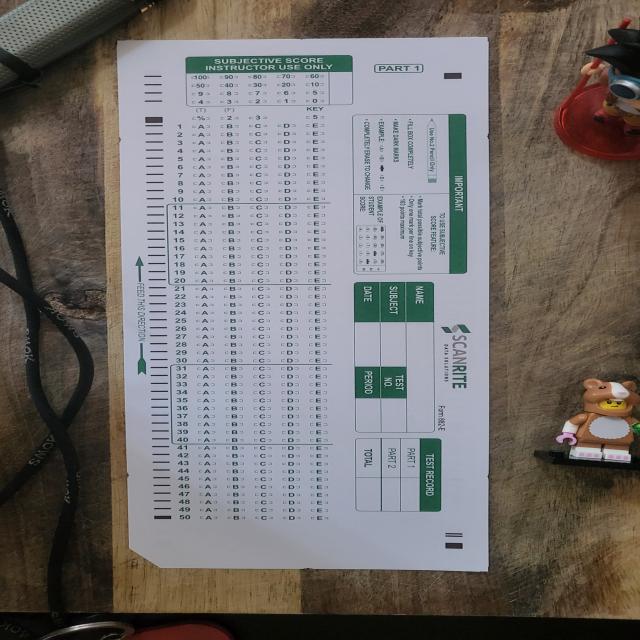 SUBJECTIVE SCORE
INSTRUCTOR USE ONLY
100 90 80 70 60
50 40 30 20 10
9 8 7 6 5
4 3 2 1 0
(T) (F) KEY
% 2 3 5
1 A B C D E
2 A B C D E
3 A B C D E
4 A B C D E
5 A B C D E
6 A B C D E
7 A B C D E
8 A B C D E
9 A B C D E
10 A B C D E
11 A B C D E
12 A B C D E
13 A B C D E
14 A B C D E
15 A B C D E
16 A B C D E
17 A B C D E
18 A B C D E
19 A B C D E
20 A B C D E
21 A B C D E
22 A B C D E
23 A B C D E
24 A B C D E
25 A B C D E
26 A B C D E
27 A B C D E
28 A B C D E
29 A B C D E
30 A B C D E
31 A B C D E
32 A B C D E
33 A B C D E
34 A B C D E
35 A B C D E
36 A B C D E
37 A B C D E
38 A B C D E
39 A B C D E
40 A B C D E
41 A B C D E
42 A B C D E
43 A B C D E
44 A B C D E
45 A B C D E
46 A B C D E
47 A B C D E
48 A B C D E
49 A B C D E
50 A B C D E
FEED THIS DIRECTION
PART 1
IMPORTANT
Use No.2 Pencil Only
• FILL BOX COMPLETELY
• MAKE DARK MARKS
• EXAMPLE:
• COMPLETELY ERASE TO CHANGE
TO USE SUBJECTIVE
SCORE FEATURE:
• Mark total possible subjective points
• Only one mark per line on key
• 163 points maximum
EXAMPLE OF
STUDENT
SCORE
NAME
SUBJECT
TEST
NO.
DATE
PERIOD
SCANRITE
DATA SOLUTIONS
Form 882-E
TEST RECORD
PART 1
PART 2
TOTAL